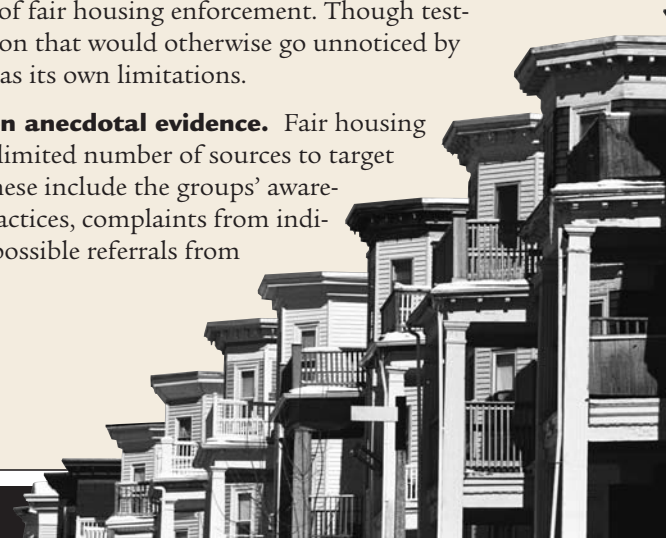 of fair housing enforcement. Though test-
on that would otherwise go unnoticed by
as its own limitations.
n anecdotal evidence. Fair housing
limited number of sources to target
hese include the groups’ aware-
actices, complaints from indi-
possible referrals from